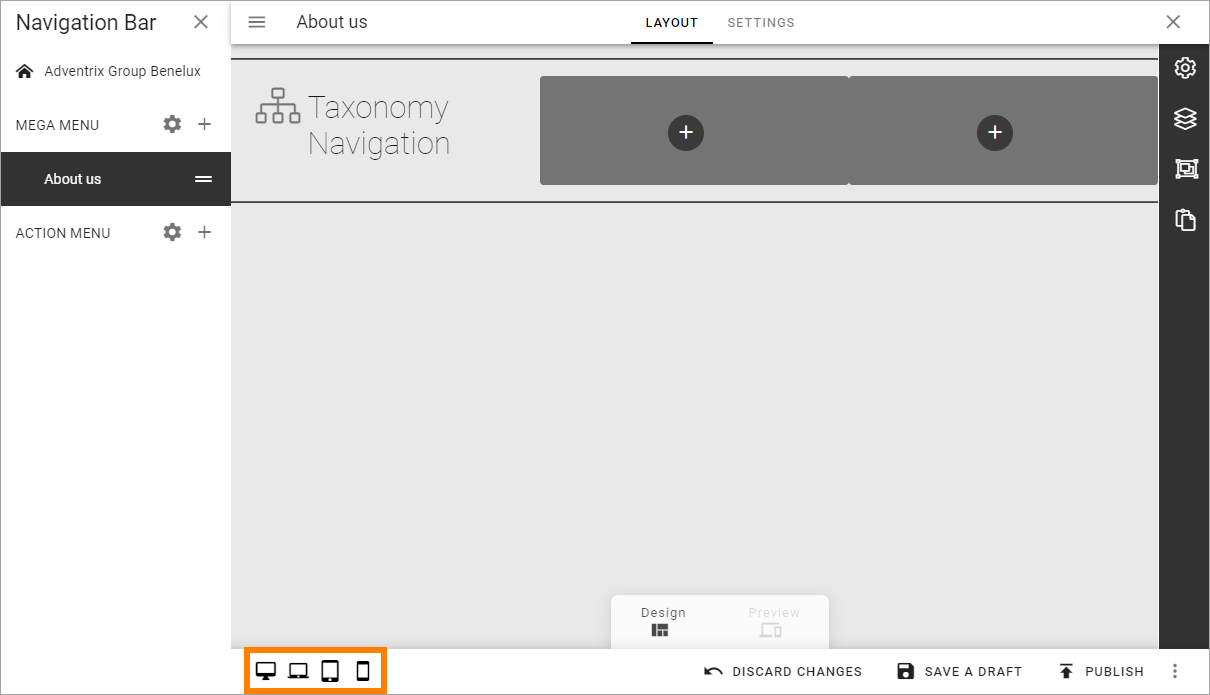 Navigation Bar
About us
LAYOUT
SETTINGS
Adventrix Group Benelux
MEGA MENU
About us
ACTION MENU
Taxonomy
Navigation
Design
Preview
DISCARD CHANGES
SAVE A DRAFT
PUBLISH